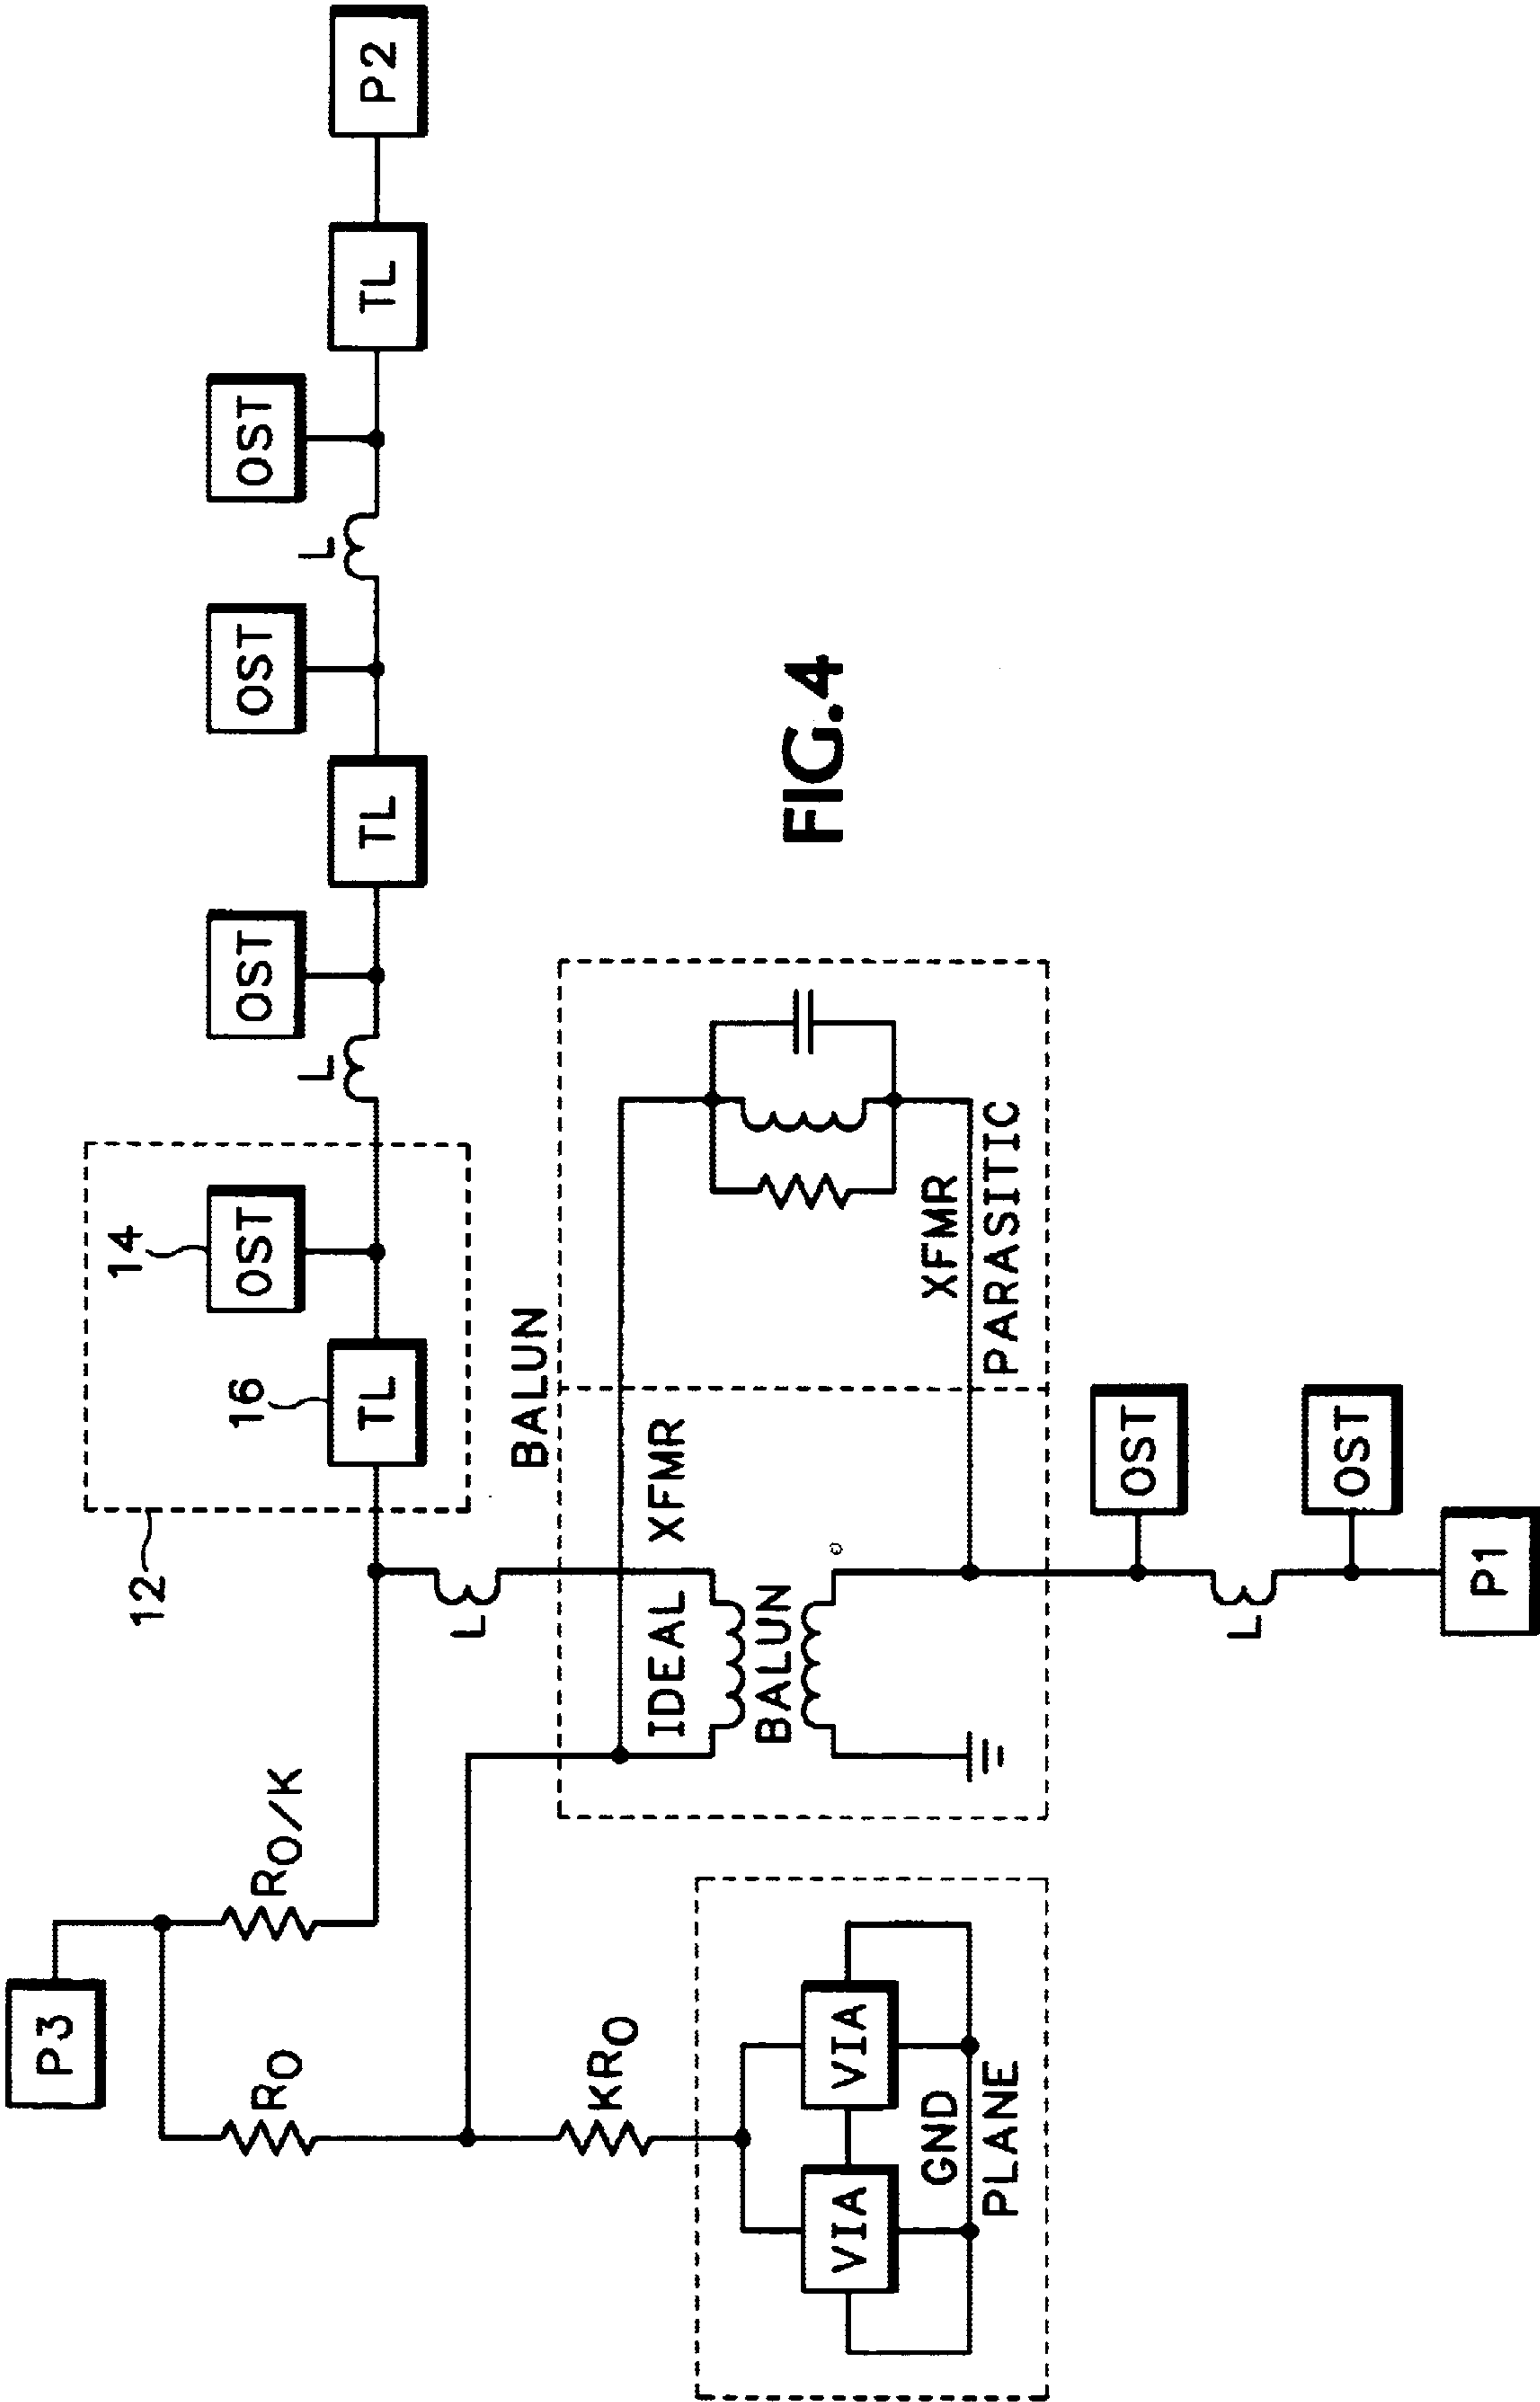 P3
RO
RO/K
KRO
VIA
VIA
GND
PLANE
12
14
16
OST
TL
L
L
OST
TL
OST
L
OST
TL
P2
BALUN
IDEAL XFMR
BALUN
XFMR
PARASITIC
OST
L
OST
P1
FIG.4